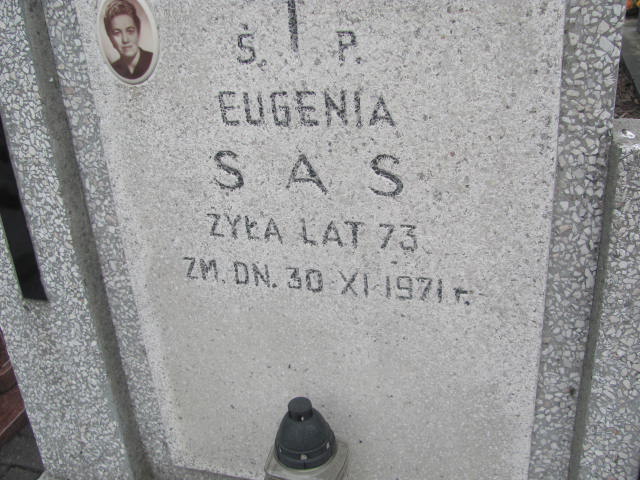 Ś. P.
EUGENIA
SAS
ŻYŁA LAT 73
ZM. DN. 30 XI 1971 r.